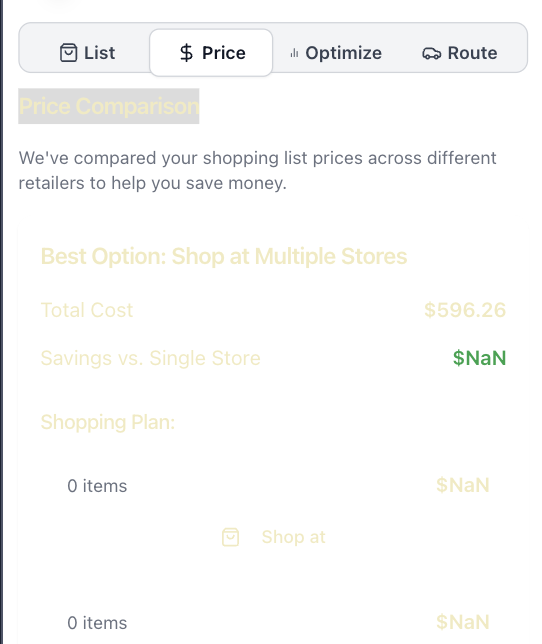 List
Price
Optimize
Route
Price Comparison
We've compared your shopping list prices across different
retailers to help you save money.
Best Option: Shop at Multiple Stores
Total Cost $596.26
Savings vs. Single Store $NaN
Shopping Plan:
0 items $NaN
Shop at
0 items $NaN